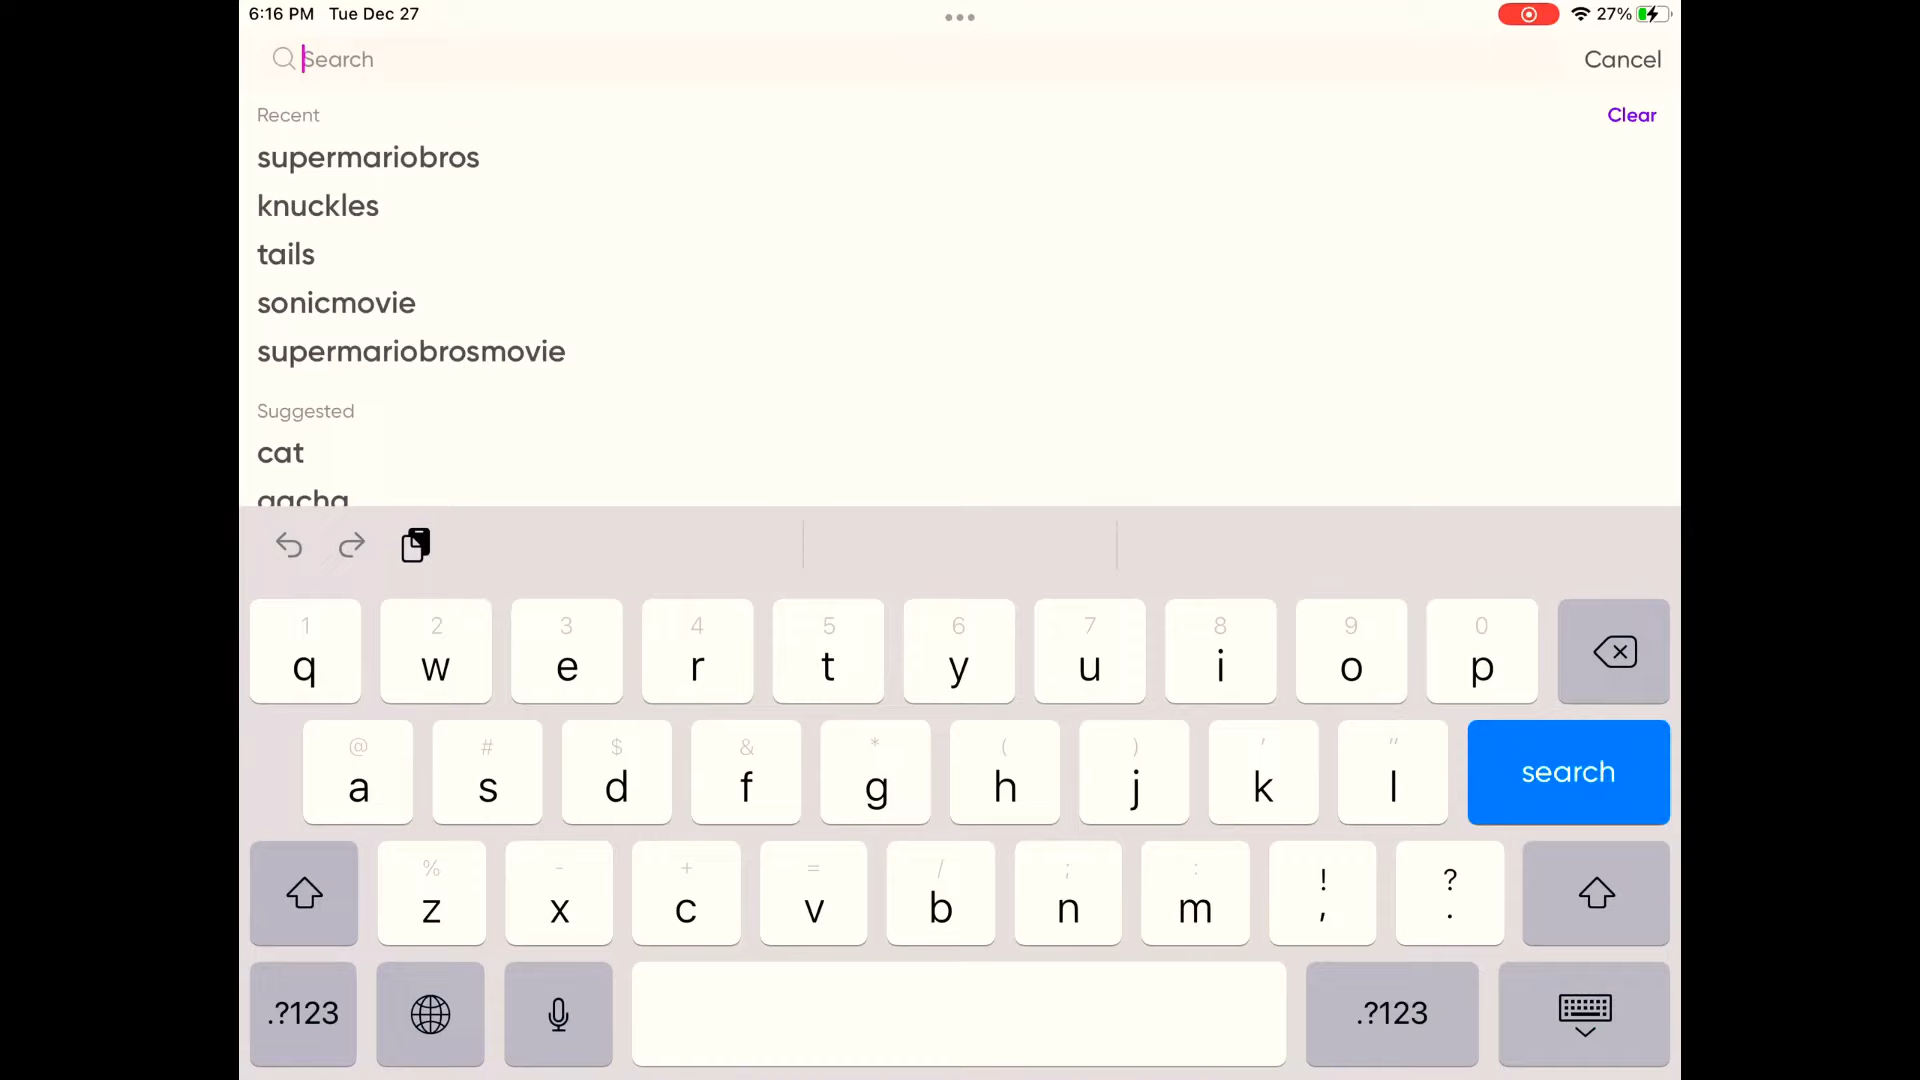 6:16 PM Tue Dec 27
27%
Search
Cancel
Recent
Clear
supermariobros
knuckles
tails
sonicmovie
supermariobrosmovie
Suggested
cat
gacha
1 2 3 4 5 6 7 8 9 0
q w e r t y u i o p
@ # $ & * ( ) ' "
a s d f g h j k l
search
% - + = / ; : ! ?
z x c v b n m , .
.?123
.?123